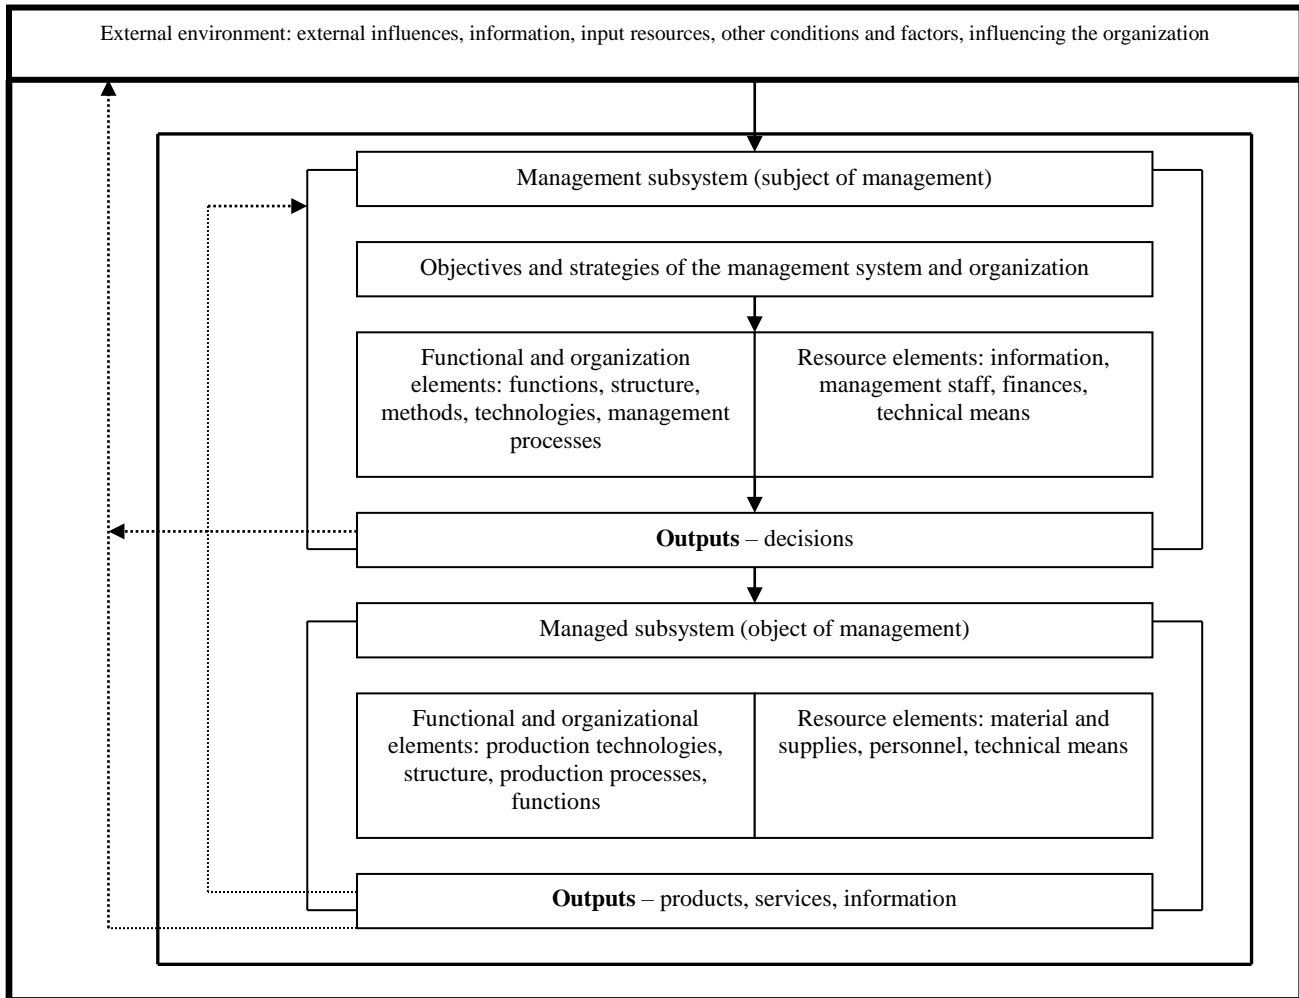 External environment: external influences, information, input resources, other conditions and factors, influencing the organization
Management subsystem (subject of management)
Objectives and strategies of the management system and organization
Functional and organization
elements: functions, structure,
methods, technologies, management
processes
Resource elements: information,
management staff, finances,
technical means
Outputs – decisions
Managed subsystem (object of management)
Functional and organizational
elements: production technologies,
structure, production processes,
functions
Resource elements: material and
supplies, personnel, technical means
Outputs – products, services, information